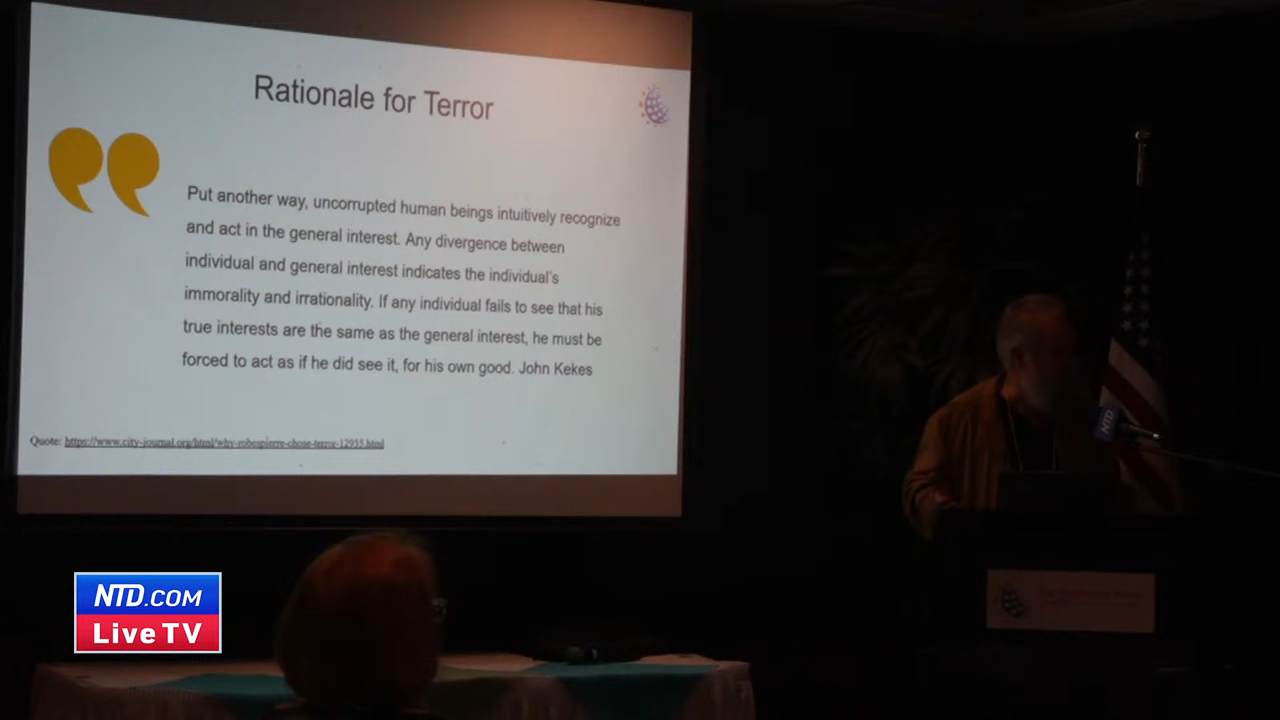 Rationale for Terror
Put another way, uncorrupted human beings intuitively recognize
and act in the general interest. Any divergence between
individual and general interest indicates the individual's
immorality and irrationality. If any individual fails to see that his
true interests are the same as the general interest, he must be
forced to act as if he did see it, for his own good. John Kekes
Quote: https://www.city-journal.org/html/why-robespierre-chose-terror-12935.html
NTD
NTD.COM
Live TV